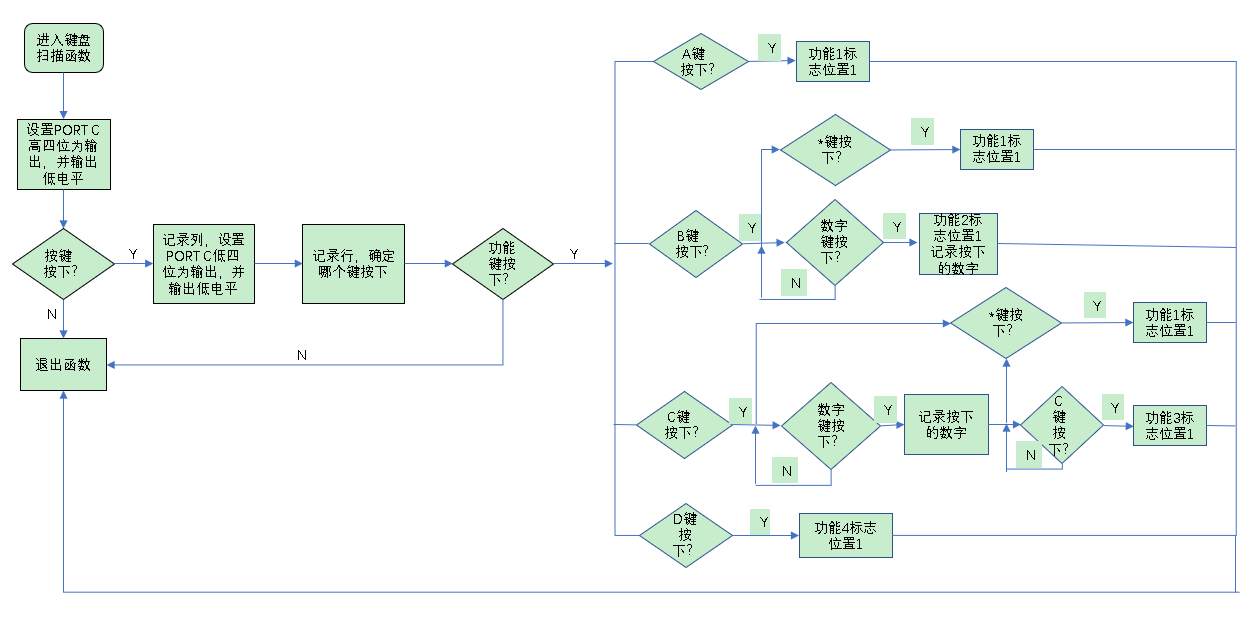 进入键盘
扫描函数
设置PORT C
高四位为输
出，并输出
低电平
按键
按下？
Y
N
记录列，设置
PORT C低四
位为输出，并
输出低电平
记录行，确定
哪个键按下
功能
键按
下？
Y
N
退出函数
A键
按下？
Y
功能1标
志位置1
*键按
下？
Y
功能1标
志位置1
B键
按下？
Y
数字
键按
下？
Y
N
功能2标
志位置1
记录按下
的数字
*键按
下？
Y
功能1标
志位置1
C键
按下？
Y
数字
键按
下？
Y
N
记录按下
的数字
C
键
按
下？
Y
N
功能3标
志位置1
D键
按
下？
Y
功能4标志
位置1